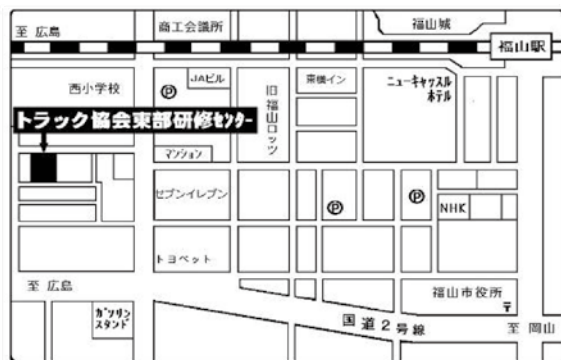 至 広島
商工会議所
福山城
福山駅
西小学校
Ⓟ
JAビル
旧福山ロッツ
東横イン
ニューキャッスル
ホテル
トラック協会東部研修センター
マンション
セブンイレブン
Ⓟ
Ⓟ
NHK
トヨペット
至 広島
ガソリン
スタンド
福山市役所
〒
国道2号線
至 岡山